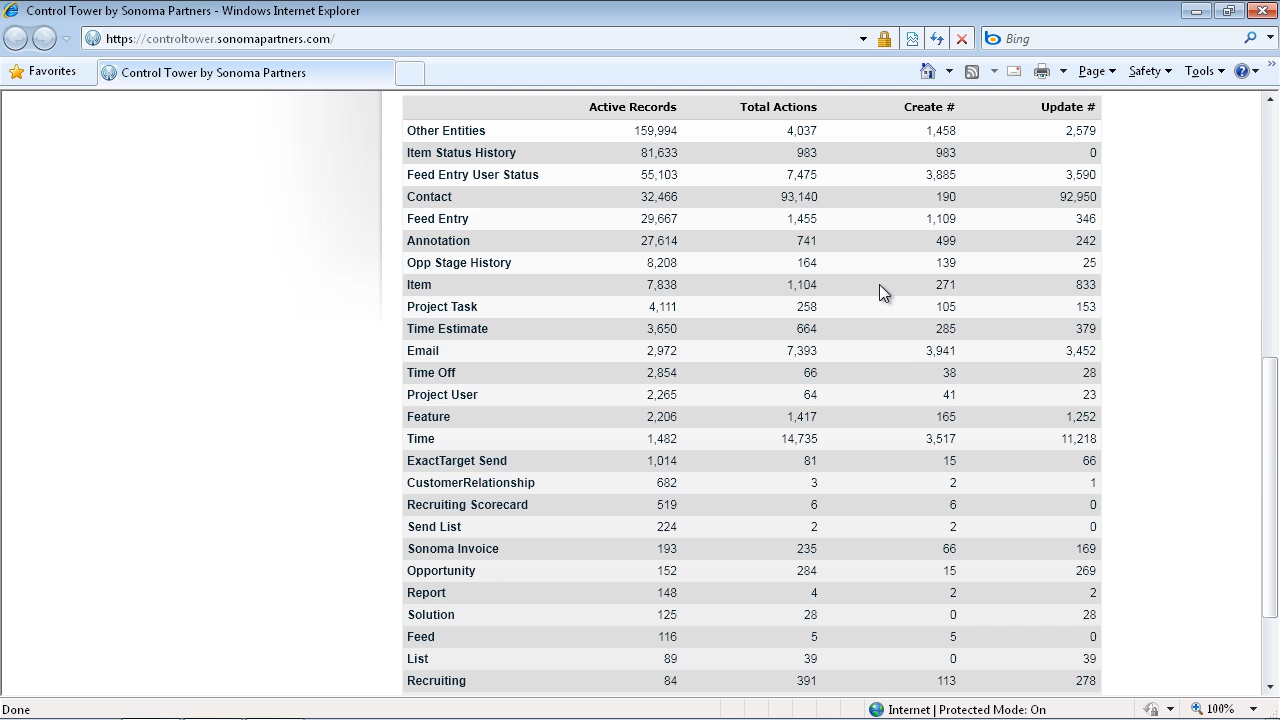 Control Tower by Sonoma Partners - Windows Internet Explorer
https://controltower.sonomapartners.com/
Bing
Favorites
Control Tower by Sonoma Partners
Page
Safety
Tools
Active Records Total Actions Create # Update #
Other Entities 159,994 4,037 1,458 2,579
Item Status History 81,633 983 983 0
Feed Entry User Status 55,103 7,475 3,885 3,590
Contact 32,466 93,140 190 92,950
Feed Entry 29,667 1,455 1,109 346
Annotation 27,614 741 499 242
Opp Stage History 8,208 164 139 25
Item 7,838 1,104 271 833
Project Task 4,111 258 105 153
Time Estimate 3,650 664 285 379
Email 2,972 7,393 3,941 3,452
Time Off 2,854 66 38 28
Project User 2,265 64 41 23
Feature 2,206 1,417 165 1,252
Time 1,482 14,735 3,517 11,218
ExactTarget Send 1,014 81 15 66
CustomerRelationship 682 3 2 1
Recruiting Scorecard 519 6 6 0
Send List 224 2 2 0
Sonoma Invoice 193 235 66 169
Opportunity 152 284 15 269
Report 148 4 2 2
Solution 125 28 0 28
Feed 116 5 5 0
List 89 39 0 39
Recruiting 84 391 113 278
Done
Internet | Protected Mode: On
100%